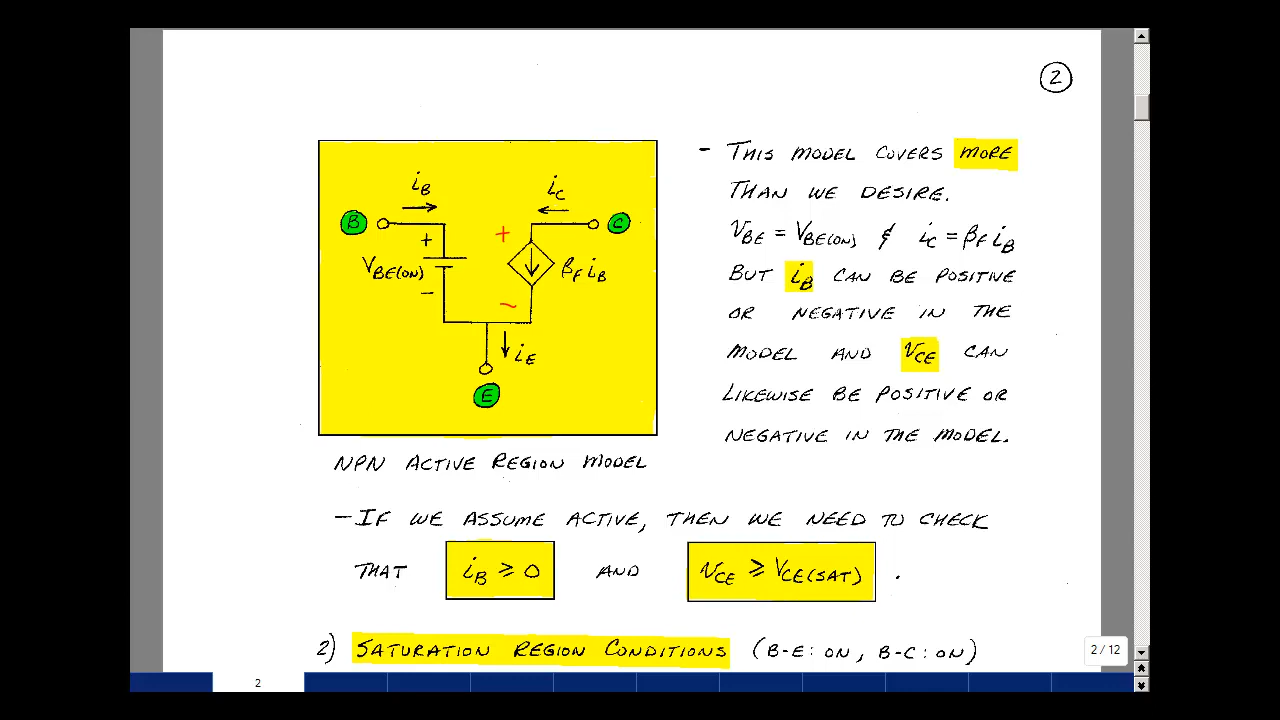 2
iB
iC
B
C
+
+
VBE(ON)
βF iB
−
~
iE
E
NPN ACTIVE REGION MODEL
- THIS MODEL COVERS MORE
THAN WE DESIRE.
VBE = VBE(ON) & iC = βF iB
BUT iB CAN BE POSITIVE
OR NEGATIVE IN THE
MODEL AND VCE CAN
LIKEWISE BE POSITIVE OR
NEGATIVE IN THE MODEL.
- IF WE ASSUME ACTIVE, THEN WE NEED TO CHECK
THAT iB ≥ 0 AND VCE ≥ VCE(SAT) .
2) SATURATION REGION CONDITIONS (B-E: ON, B-C: ON)
2 / 12
2